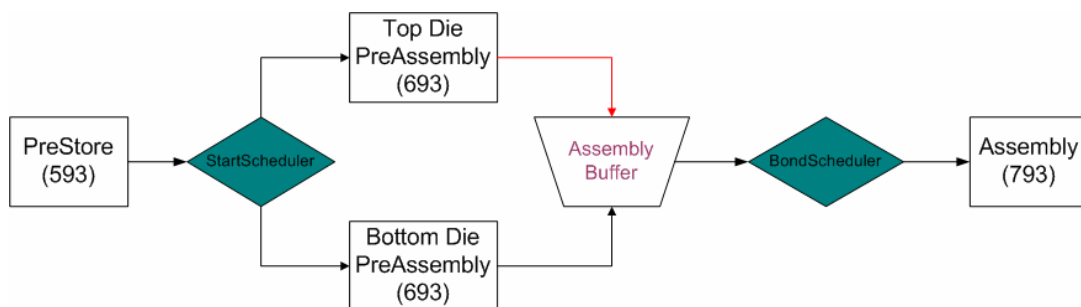 Top Die
PreAssembly
(693)
PreStore
(593)
StartScheduler
Assembly
Buffer
BondScheduler
Assembly
(793)
Bottom Die
PreAssembly
(693)